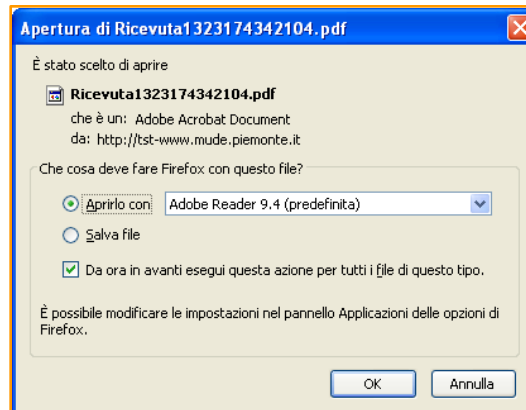 Apertura di Ricevuta1323174342104.pdf
È stato scelto di aprire
Ricevuta1323174342104.pdf
che è un: Adobe Acrobat Document
da: http://tst-www.mude.piemonte.it
Che cosa deve fare Firefox con questo file?
Aprirlo con Adobe Reader 9.4 (predefinita)
Salva file
Da ora in avanti esegui questa azione per tutti i file di questo tipo.
È possibile modificare le impostazioni nel pannello Applicazioni delle opzioni di
Firefox.
OK Annulla